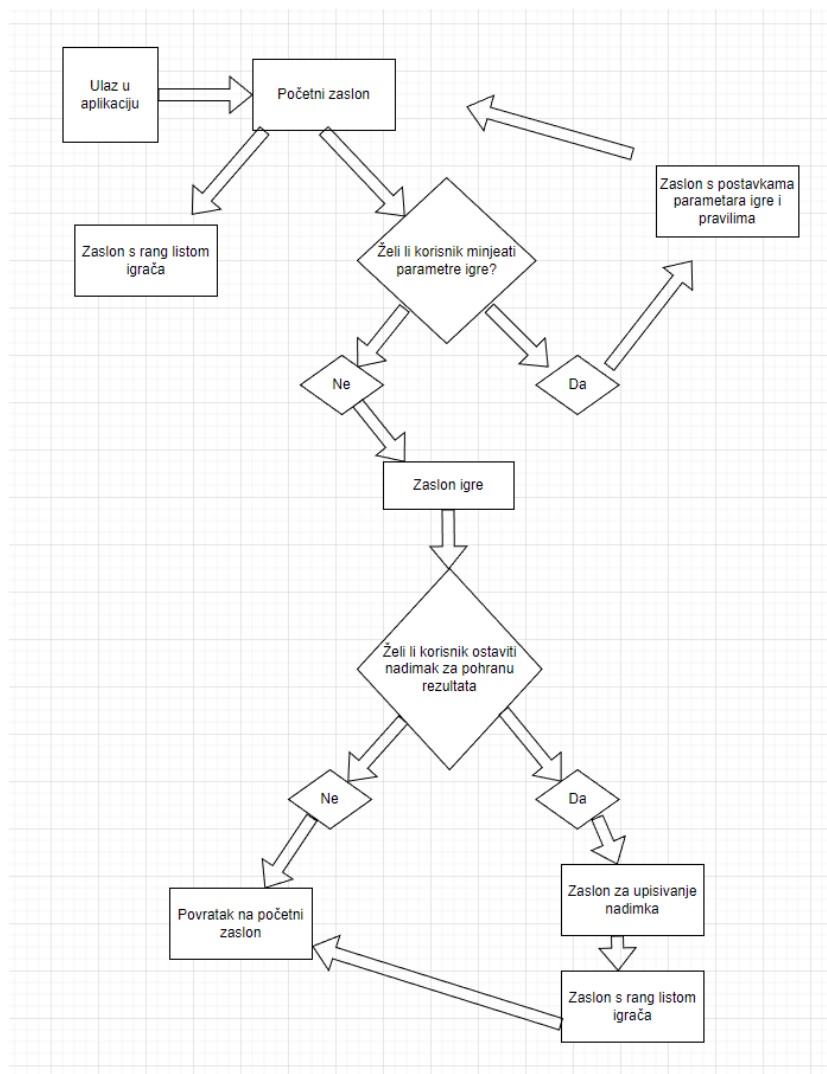 Ulaz u
aplikaciju
Početni zaslon
Zaslon s postavkama
parametara igre i
pravilima
Zaslon s rang listom
igrača
Želi li korisnik minjeati
parametre igre?
Ne
Da
Zaslon igre
Želi li korisnik ostaviti
nadimak za pohranu
rezultata
Ne
Da
Zaslon za upisivanje
nadimka
Povratak na početni
zaslon
Zaslon s rang listom
igrača